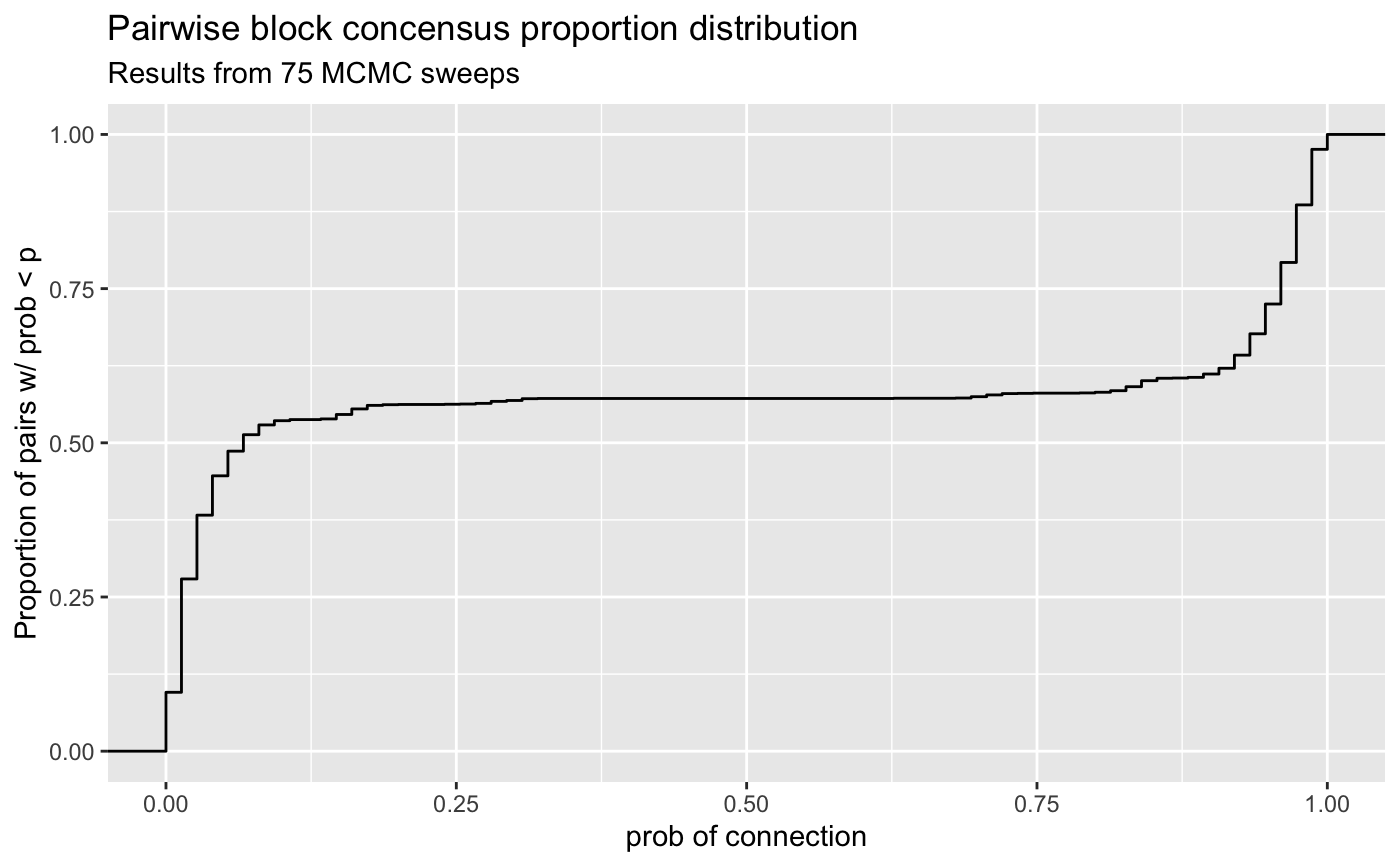 Pairwise block concensus proportion distribution
Results from 75 MCMC sweeps
Proportion of pairs w/ prob < p
1.00
0.75
0.50
0.25
0.00
0.00
0.25
0.50
0.75
1.00
prob of connection